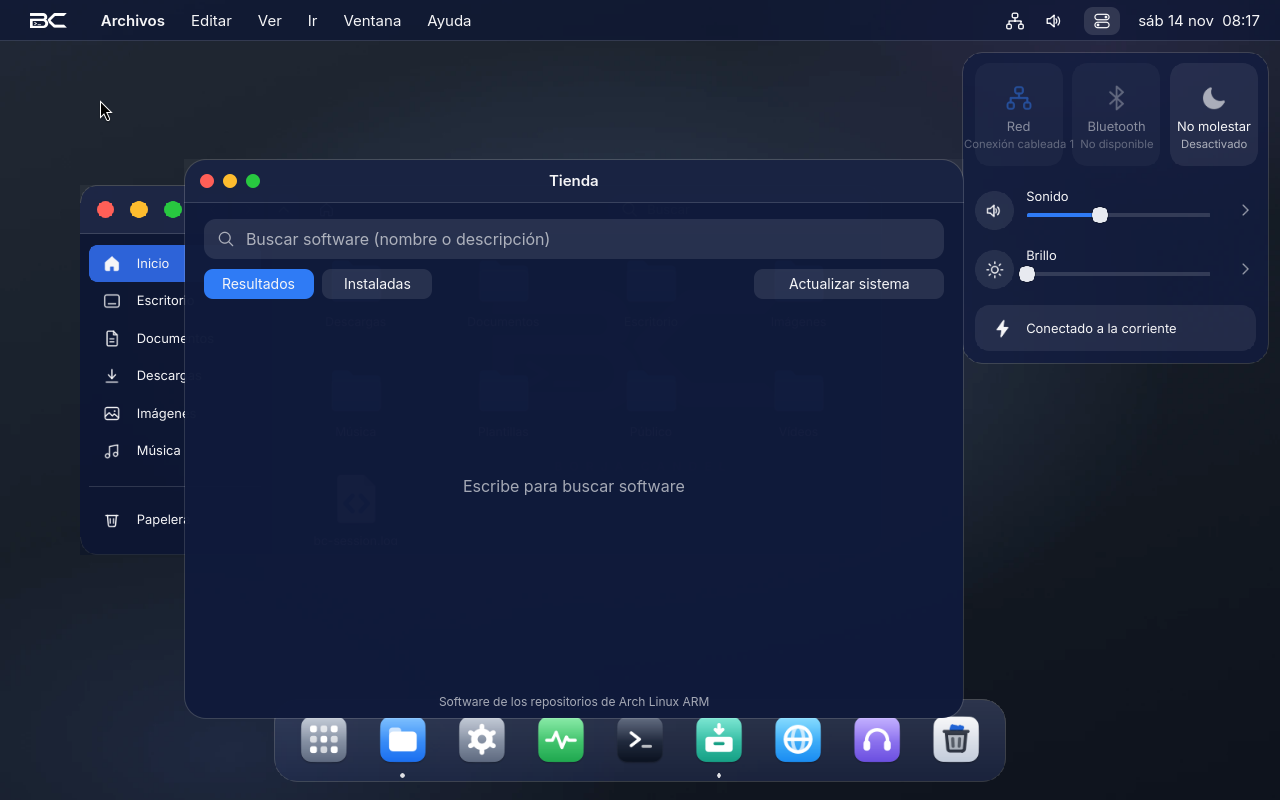 BC Archivos Editar Ver Ir Ventana Ayuda sáb 14 nov 08:17
Red Bluetooth No molestar
Conexión cableada 1 No disponible Desactivado
Sonido
Brillo
Conectado a la corriente
Tienda
Buscar software (nombre o descripción)
Resultados Instaladas Actualizar sistema
Escribe para buscar software
Software de los repositorios de Arch Linux ARM
Inicio
Escritori
Docume
Descarg
Imágene
Música
Papelera